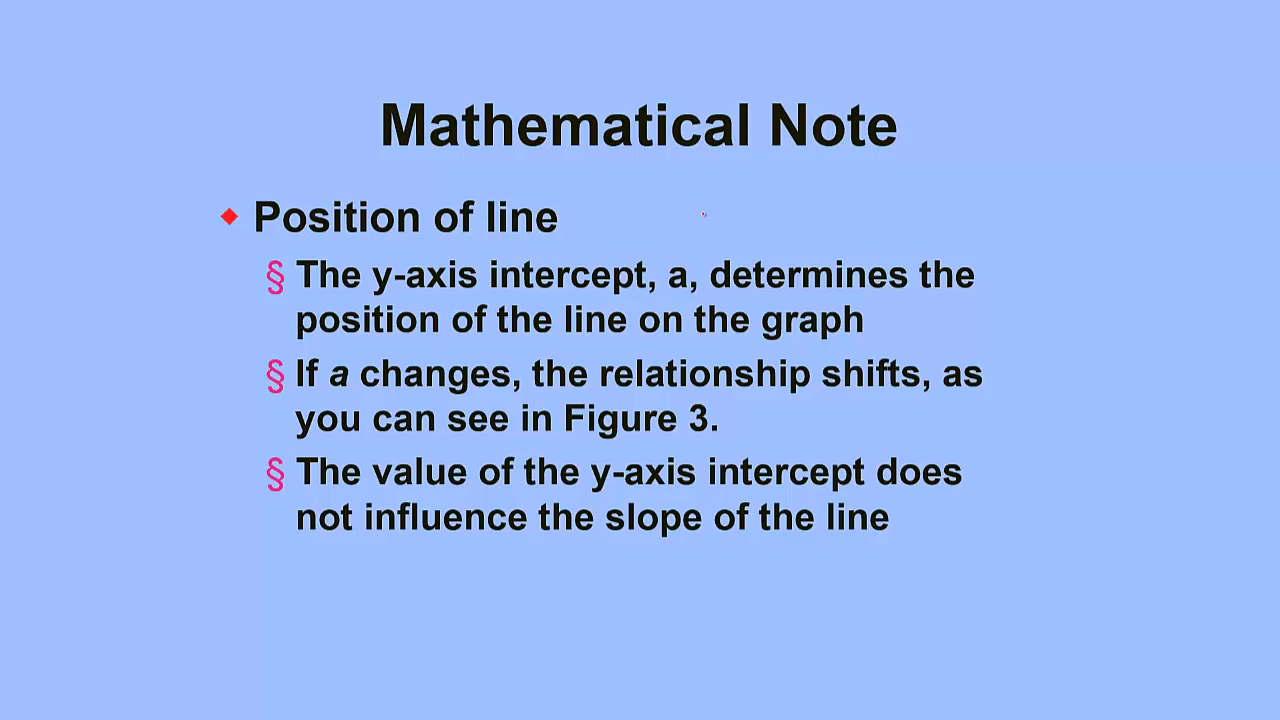 Mathematical Note
◆ Position of line
§ The y-axis intercept, a, determines the
position of the line on the graph
§ If a changes, the relationship shifts, as
you can see in Figure 3.
§ The value of the y-axis intercept does
not influence the slope of the line